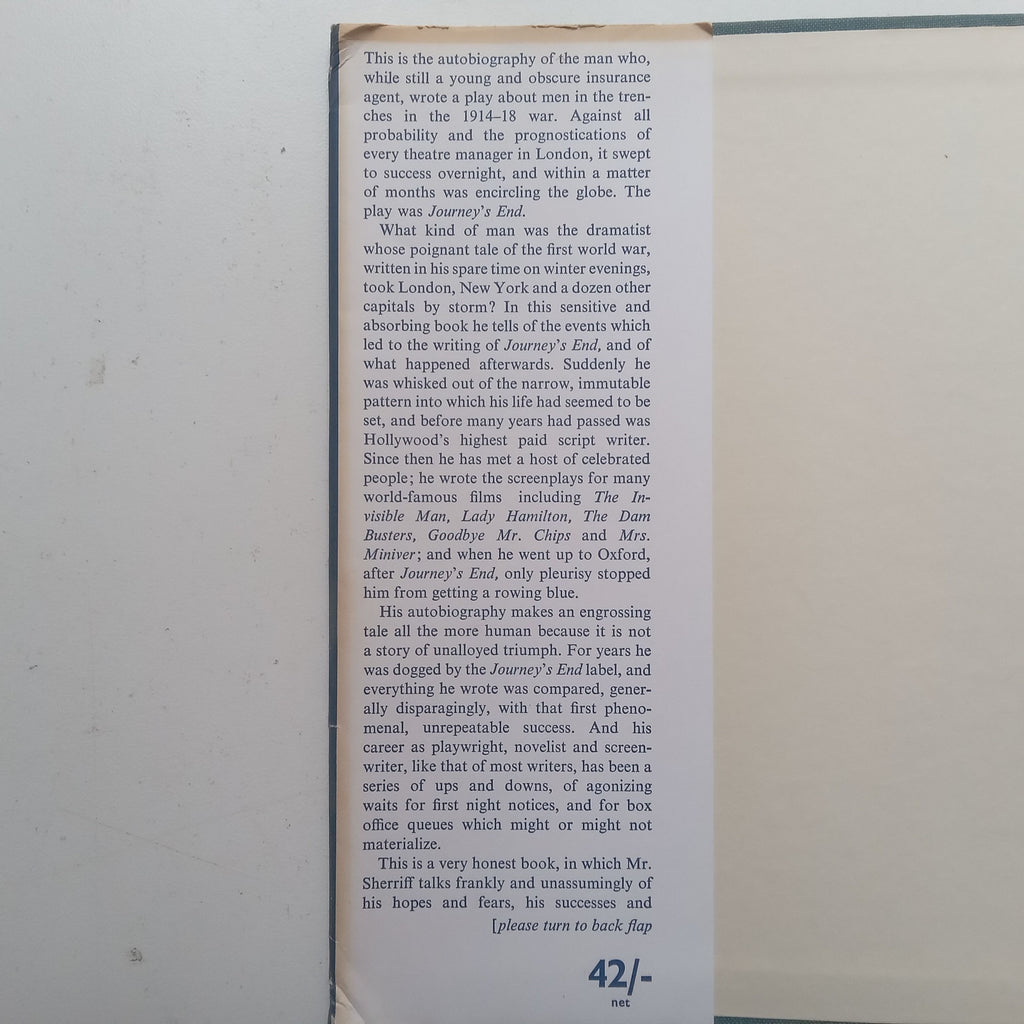 This is the autobiography of the man who,
while still a young and obscure insurance
agent, wrote a play about men in the tren-
ches in the 1914–18 war. Against all
probability and the prognostications of
every theatre manager in London, it swept
to success overnight, and within a matter
of months was encircling the globe. The
play was Journey's End.
What kind of man was the dramatist
whose poignant tale of the first world war,
written in his spare time on winter evenings,
took London, New York and a dozen other
capitals by storm? In this sensitive and
absorbing book he tells of the events which
led to the writing of Journey's End, and of
what happened afterwards. Suddenly he
was whisked out of the narrow, immutable
pattern into which his life had seemed to be
set, and before many years had passed was
Hollywood's highest paid script writer.
Since then he has met a host of celebrated
people; he wrote the screenplays for many
world-famous films including The In-
visible Man, Lady Hamilton, The Dam
Busters, Goodbye Mr. Chips and Mrs.
Miniver; and when he went up to Oxford,
after Journey's End, only pleurisy stopped
him from getting a rowing blue.
His autobiography makes an engrossing
tale all the more human because it is not
a story of unalloyed triumph. For years he
was dogged by the Journey's End label, and
everything he wrote was compared, gener-
ally disparagingly, with that first pheno-
menal, unrepeatable success. And his
career as playwright, novelist and screen-
writer, like that of most writers, has been a
series of ups and downs, of agonizing
waits for first night notices, and for box
office queues which might or might not
materialize.
This is a very honest book, in which Mr.
Sherriff talks frankly and unassumingly of
his hopes and fears, his successes and
[please turn to back flap
42/-
net